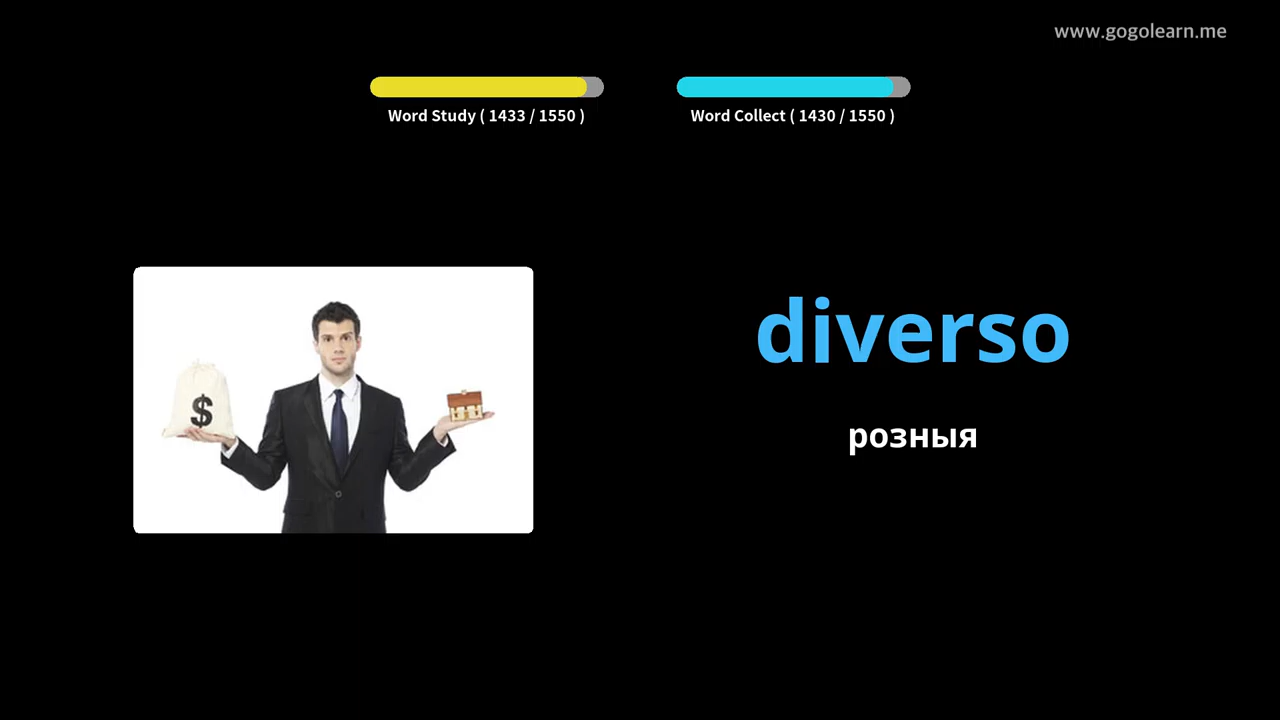 www.gogolearn.me
Word Study ( 1433 / 1550 )
Word Collect ( 1430 / 1550 )
$
diverso
розныя